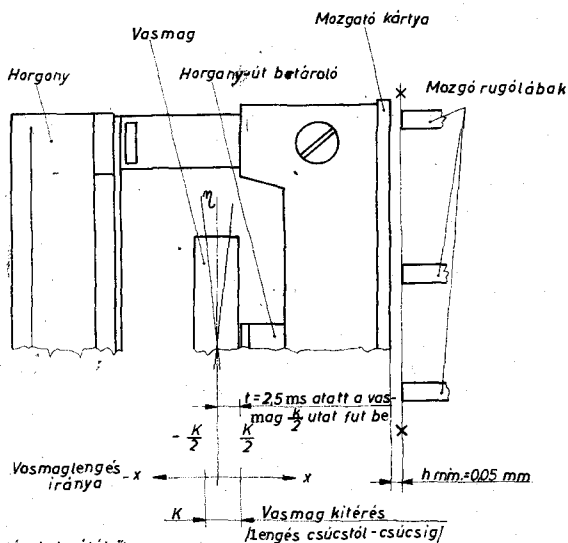 Mozgató kártya
Vasmag
Horgony
Horgany-út betároló
Mozgó rugólábak
η
t=2,5 ms alatt a vas-
mag K/2 utat fut be
- K/2
K/2
Vasmaglengés
iránya
-x
x
h min.=0,05 mm
K
Vasmag kitérés
/Lengés csúcstól-csúcsig/